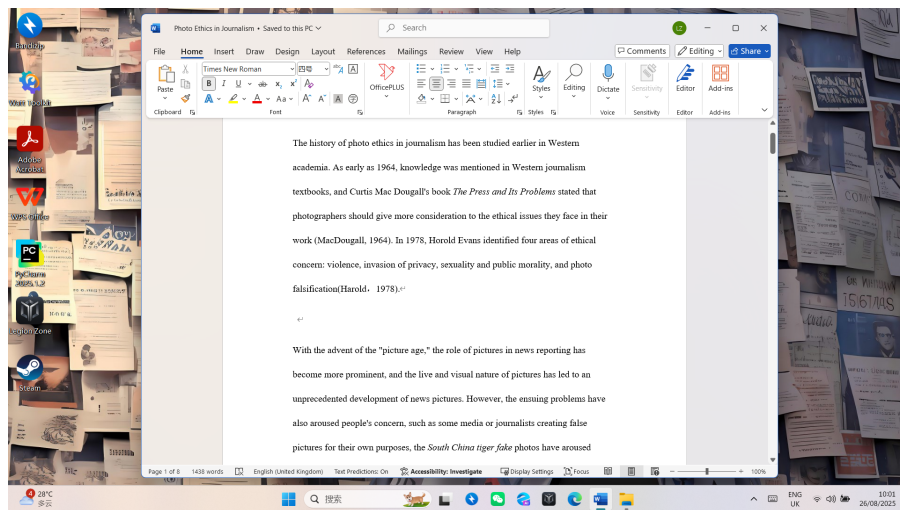 Photo Ethics in Journalism • Saved to this PC
Search
CZ
File Home Insert Draw Design Layout References Mailings Review View Help
Comments Editing Share
Times New Roman 四号
Paste
OfficePLUS
Styles
Editing
Dictate
Sensitivity
Editor
Add-ins
Clipboard Font Paragraph Styles Voice Sensitivity Editor Add-ins
The history of photo ethics in journalism has been studied earlier in Western
academia. As early as 1964, knowledge was mentioned in Western journalism
textbooks, and Curtis Mac Dougall's book The Press and Its Problems stated that
photographers should give more consideration to the ethical issues they face in their
work (MacDougall, 1964). In 1978, Horold Evans identified four areas of ethical
concern: violence, invasion of privacy, sexuality and public morality, and photo
falsification(Harold，1978).
With the advent of the "picture age," the role of pictures in news reporting has
become more prominent, and the live and visual nature of pictures has led to an
unprecedented development of news pictures. However, the ensuing problems have
also aroused people's concern, such as some media or journalists creating false
pictures for their own purposes, the South China tiger fake photos have aroused
Page 1 of 8 1438 words English (United Kingdom) Text Predictions: On Accessibility: Investigate Display Settings Focus 100%
Bandizip
Watt Toolkit
Adobe
Acrobat
WPS Office
PyCharm
2025.1.2
Legion Zone
Steam
4
28°C
多云
搜索
ENG
UK
10:01
26/08/2025